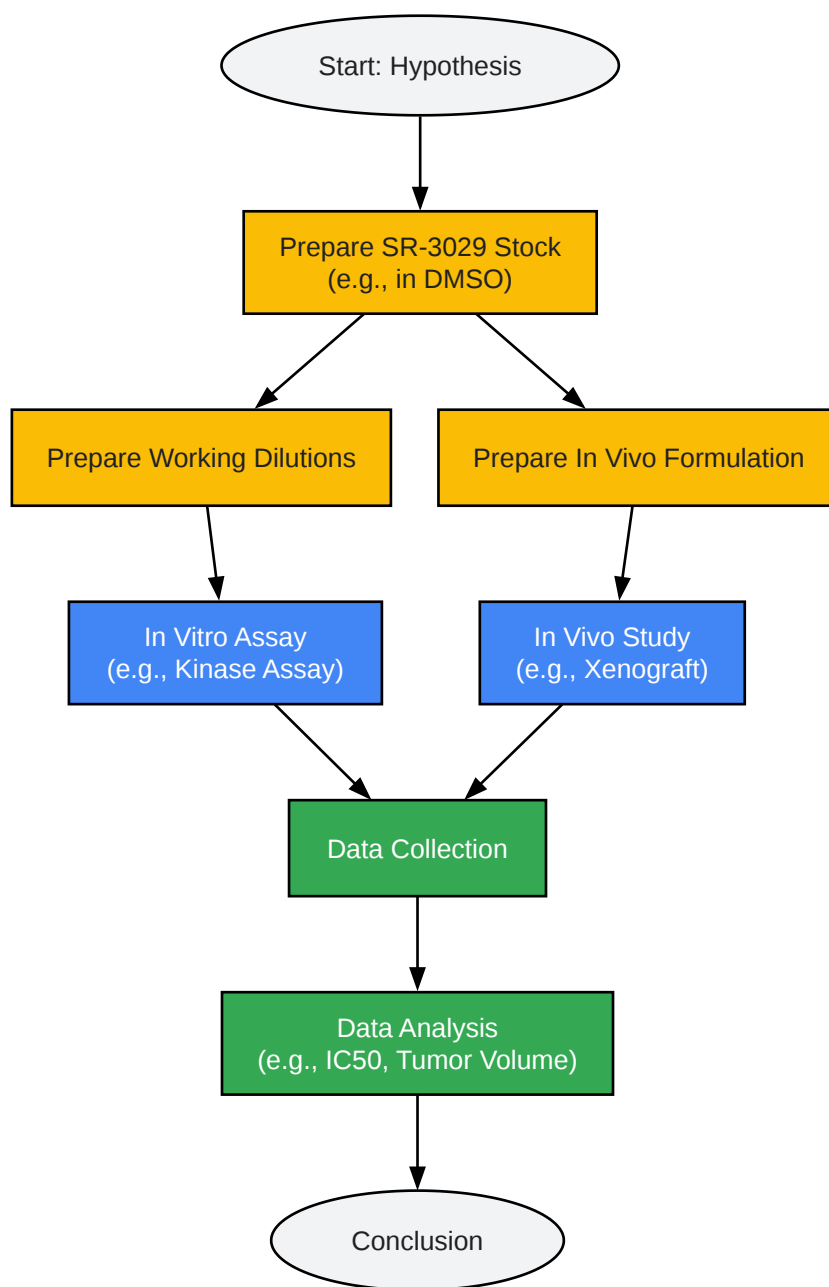 Start: Hypothesis
Prepare SR-3029 Stock
(e.g., in DMSO)
Prepare Working Dilutions
Prepare In Vivo Formulation
In Vitro Assay
(e.g., Kinase Assay)
In Vivo Study
(e.g., Xenograft)
Data Collection
Data Analysis
(e.g., IC50, Tumor Volume)
Conclusion